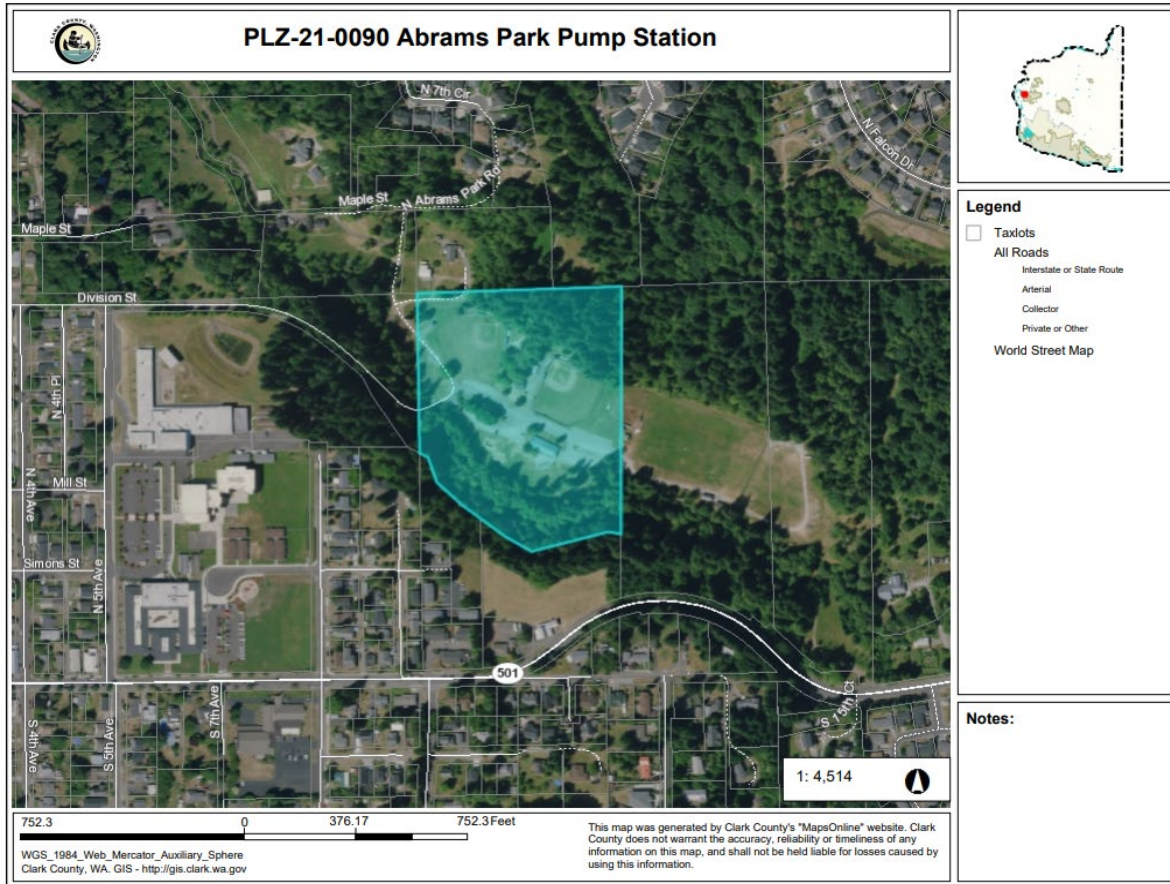 CLARK COUNTY, WASHINGTON
PLZ-21-0090 Abrams Park Pump Station
N 7th Cir
N Falcon Dr
N Abrams Park Rd
Maple St
Maple St
Division St
N 4th Pl
N 4th Ave
Mill St
N 5th Ave
Simons St
501
S 4th Ave
S 5th Ave
S 7th Ave
S 15th Ct
1: 4,514
Legend
Taxlots
All Roads
Interstate or State Route
Arterial
Collector
Private or Other
World Street Map
Notes:
752.3 0 376.17 752.3 Feet
WGS_1984_Web_Mercator_Auxiliary_Sphere
Clark County, WA. GIS - http://gis.clark.wa.gov
This map was generated by Clark County's "MapsOnline" website. Clark
County does not warrant the accuracy, reliability or timeliness of any
information on this map, and shall not be held liable for losses caused by
using this information.